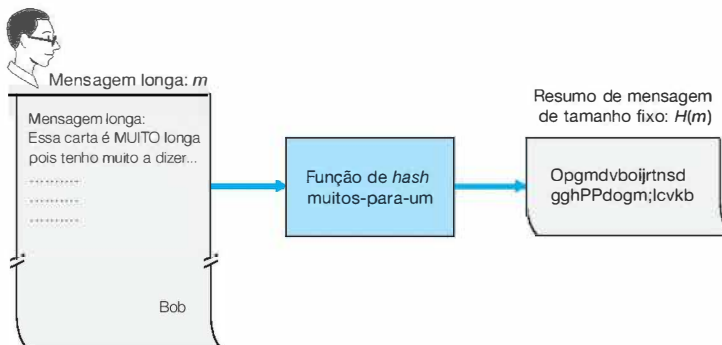 Mensagem longa: m
Mensagem longa:
Essa carta é MUITO longa
pois tenho muito a dizer...
..........
..........
..........
Bob
Função de hash
muitos-para-um
Resumo de mensagem
de tamanho fixo: H(m)
Opgmdvboijrtnsd
gghPPdogm;lcvkb